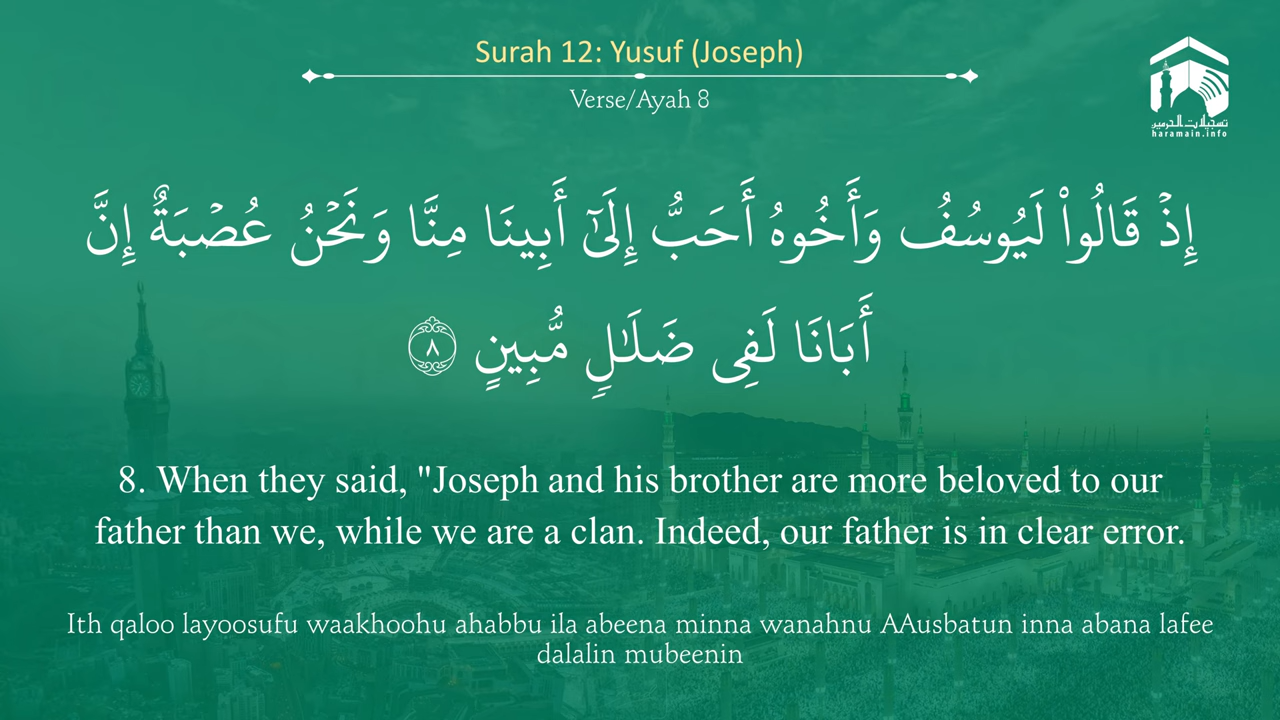 Surah 12: Yusuf (Joseph)
Verse/Ayah 8
تسجيلات الحرمين
haramain.info
إِذْ قَالُوا۟ لَيُوسُفُ وَأَخُوهُ أَحَبُّ إِلَىٰٓ أَبِينَا مِنَّا وَنَحْنُ عُصْبَةٌ إِنَّ
أَبَانَا لَفِى ضَلَـٰلٍ مُّبِينٍ ٨
8. When they said, "Joseph and his brother are more beloved to our
father than we, while we are a clan. Indeed, our father is in clear error.
Ith qaloo layoosufu waakhoohu ahabbu ila abeena minna wanahnu AAusbatun inna abana lafee
dalalin mubeenin